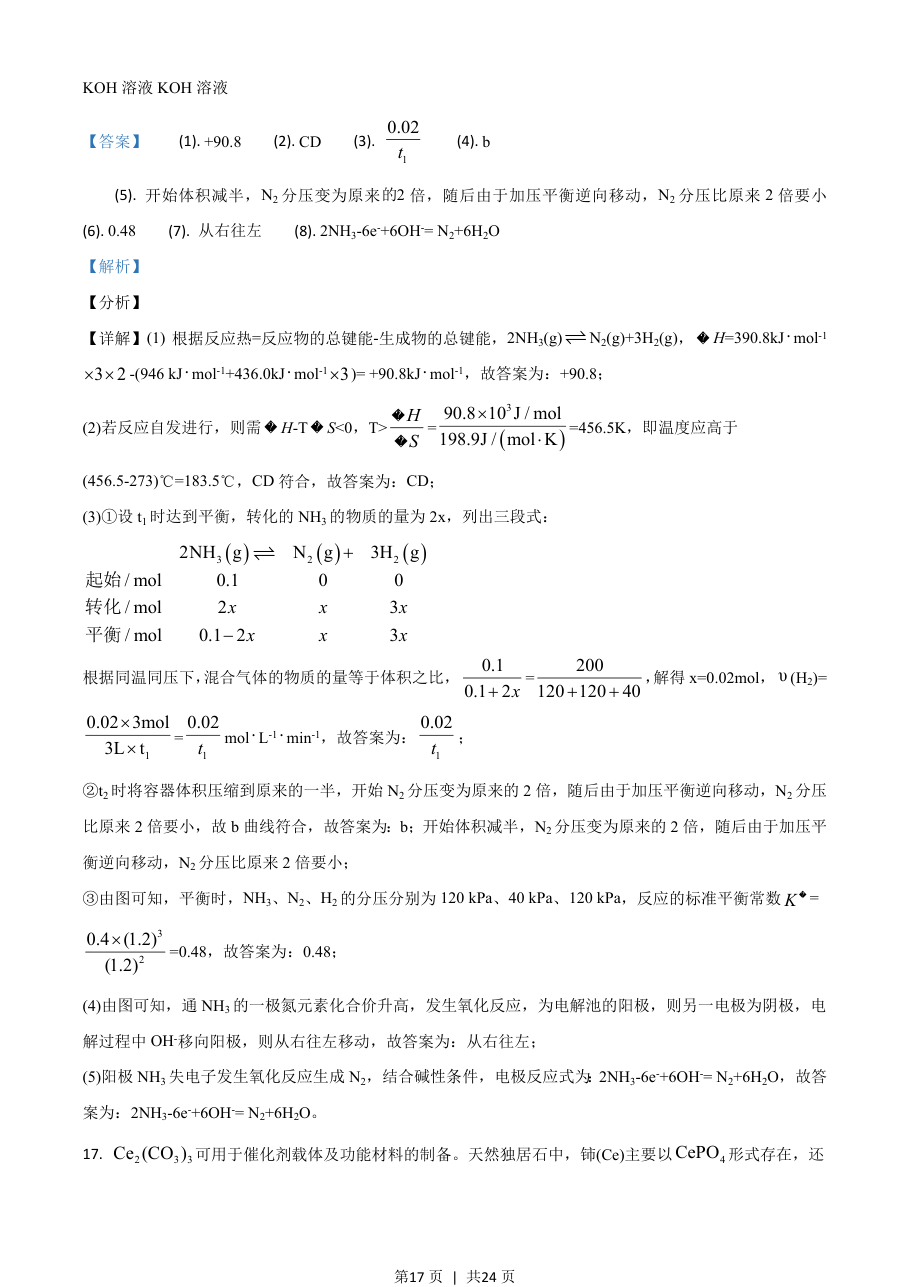 KOH 溶液 KOH 溶液
【答案】 (1). +90.8 (2). CD (3). 0.02/t₁ (4). b
(5). 开始体积减半，N₂ 分压变为原来的2 倍，随后由于加压平衡逆向移动，N₂ 分压比原来 2 倍要小
(6). 0.48 (7). 从右往左 (8). 2NH₃-6e⁻+6OH⁻= N₂+6H₂O
【解析】
【分析】
【详解】(1) 根据反应热=反应物的总键能-生成物的总键能，2NH₃(g)⇌N₂(g)+3H₂(g)，�H=390.8kJ·mol⁻¹
×3×2-(946 kJ·mol⁻¹+436.0kJ·mol⁻¹×3)= +90.8kJ·mol⁻¹，故答案为：+90.8；
(2)若反应自发进行，则需�H-T�S<0，T>�H/�S=90.8×10³J / mol/198.9J / (mol·K)=456.5K，即温度应高于
(456.5-273)℃=183.5℃，CD 符合，故答案为：CD；
(3)①设 t₁ 时达到平衡，转化的 NH₃ 的物质的量为 2x，列出三段式：
2NH₃(g)⇌ N₂(g)+ 3H₂(g)
起始 / mol 0.1 0 0
转化 / mol 2x x 3x
平衡 / mol 0.1−2x x 3x
根据同温同压下，混合气体的物质的量等于体积之比，0.1/0.1+2x=200/120+120+40，解得 x=0.02mol，υ(H₂)=
0.02×3mol/3L×t₁=0.02/t₁ mol·L⁻¹·min⁻¹，故答案为：0.02/t₁；
②t₂ 时将容器体积压缩到原来的一半，开始 N₂ 分压变为原来的 2 倍，随后由于加压平衡逆向移动，N₂ 分压
比原来 2 倍要小，故 b 曲线符合，故答案为：b；开始体积减半，N₂ 分压变为原来的 2 倍，随后由于加压平
衡逆向移动，N₂ 分压比原来 2 倍要小；
③由图可知，平衡时，NH₃、N₂、H₂ 的分压分别为 120 kPa、40 kPa、120 kPa，反应的标准平衡常数 K�=
0.4×(1.2)³/(1.2)²=0.48，故答案为：0.48；
(4)由图可知，通 NH₃ 的一极氮元素化合价升高，发生氧化反应，为电解池的阳极，则另一电极为阴极，电
解过程中 OH⁻移向阳极，则从右往左移动，故答案为：从右往左；
(5)阳极 NH₃ 失电子发生氧化反应生成 N₂，结合碱性条件，电极反应式为：2NH₃-6e⁻+6OH⁻= N₂+6H₂O，故答
案为：2NH₃-6e⁻+6OH⁻= N₂+6H₂O。
17. Ce₂(CO₃)₃可用于催化剂载体及功能材料的制备。天然独居石中，铈(Ce)主要以CePO₄形式存在，还
第17 页 | 共24 页